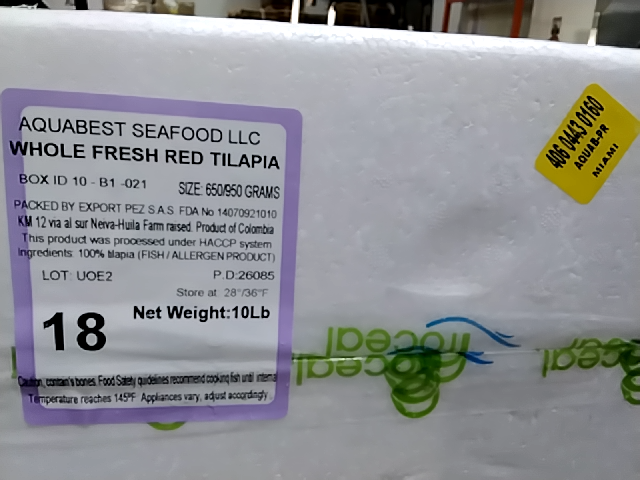 AQUABEST SEAFOOD LLC
WHOLE FRESH RED TILAPIA
BOX ID 10 - B1 -021 SIZE: 650/950 GRAMS
PACKED BY EXPORT PEZ S.A.S. FDA No 14070921010
KM 12 via al sur Neiva-Huila Farm raised. Product of Colombia
This product was processed under HACCP system
Ingredients: 100% tilapia (FISH / ALLERGEN PRODUCT)
LOT: UOE2 P.D:26085
Store at: 28°/36°F
18 Net Weight:10Lb
Caution, contain's bones. Food Safety guidelines recommend cooking fish until internal
Temperature reaches 145ºF. Appliances vary, adjust accordingly.
406 0443 0160
AQUAB-PR
MIAMI